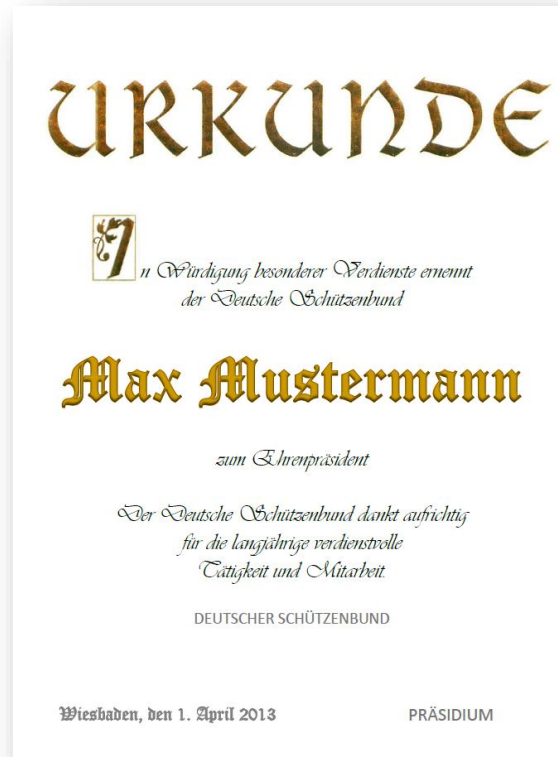 URKUNDE
In Würdigung besonderer Verdienste ernennt
der Deutsche Schützenbund
Max Mustermann
zum Ehrenpräsident
Der Deutsche Schützenbund dankt aufrichtig
für die langjährige verdienstvolle
Tätigkeit und Mitarbeit.
DEUTSCHER SCHÜTZENBUND
Wiesbaden, den 1. April 2013 PRÄSIDIUM